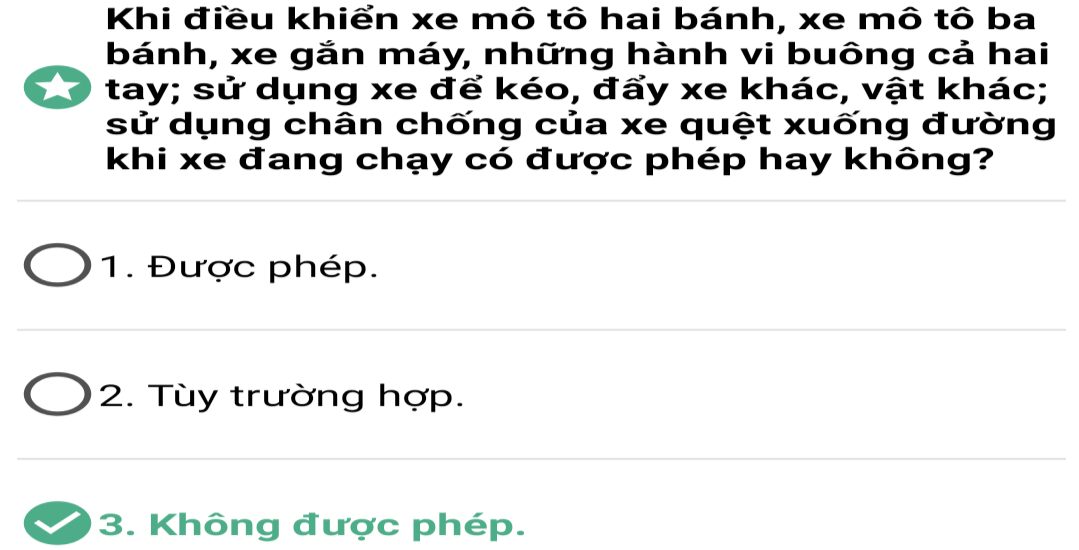 Khi điều khiển xe mô tô hai bánh, xe mô tô ba
bánh, xe gắn máy, những hành vi buông cả hai
tay; sử dụng xe để kéo, đẩy xe khác, vật khác;
sử dụng chân chống của xe quệt xuống đường
khi xe đang chạy có được phép hay không?
1. Được phép.
2. Tùy trường hợp.
3. Không được phép.